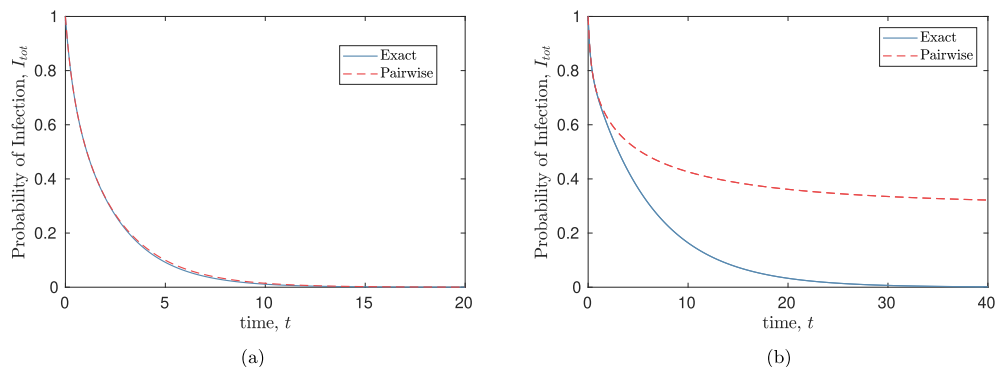 1
0.8
0.6
0.4
0.2
0
Probability of Infection, I_tot
0 5 10 15 20
time, t
Exact
Pairwise
(a)
1
0.8
0.6
0.4
0.2
0
Probability of Infection, I_tot
0 10 20 30 40
time, t
Exact
Pairwise
(b)